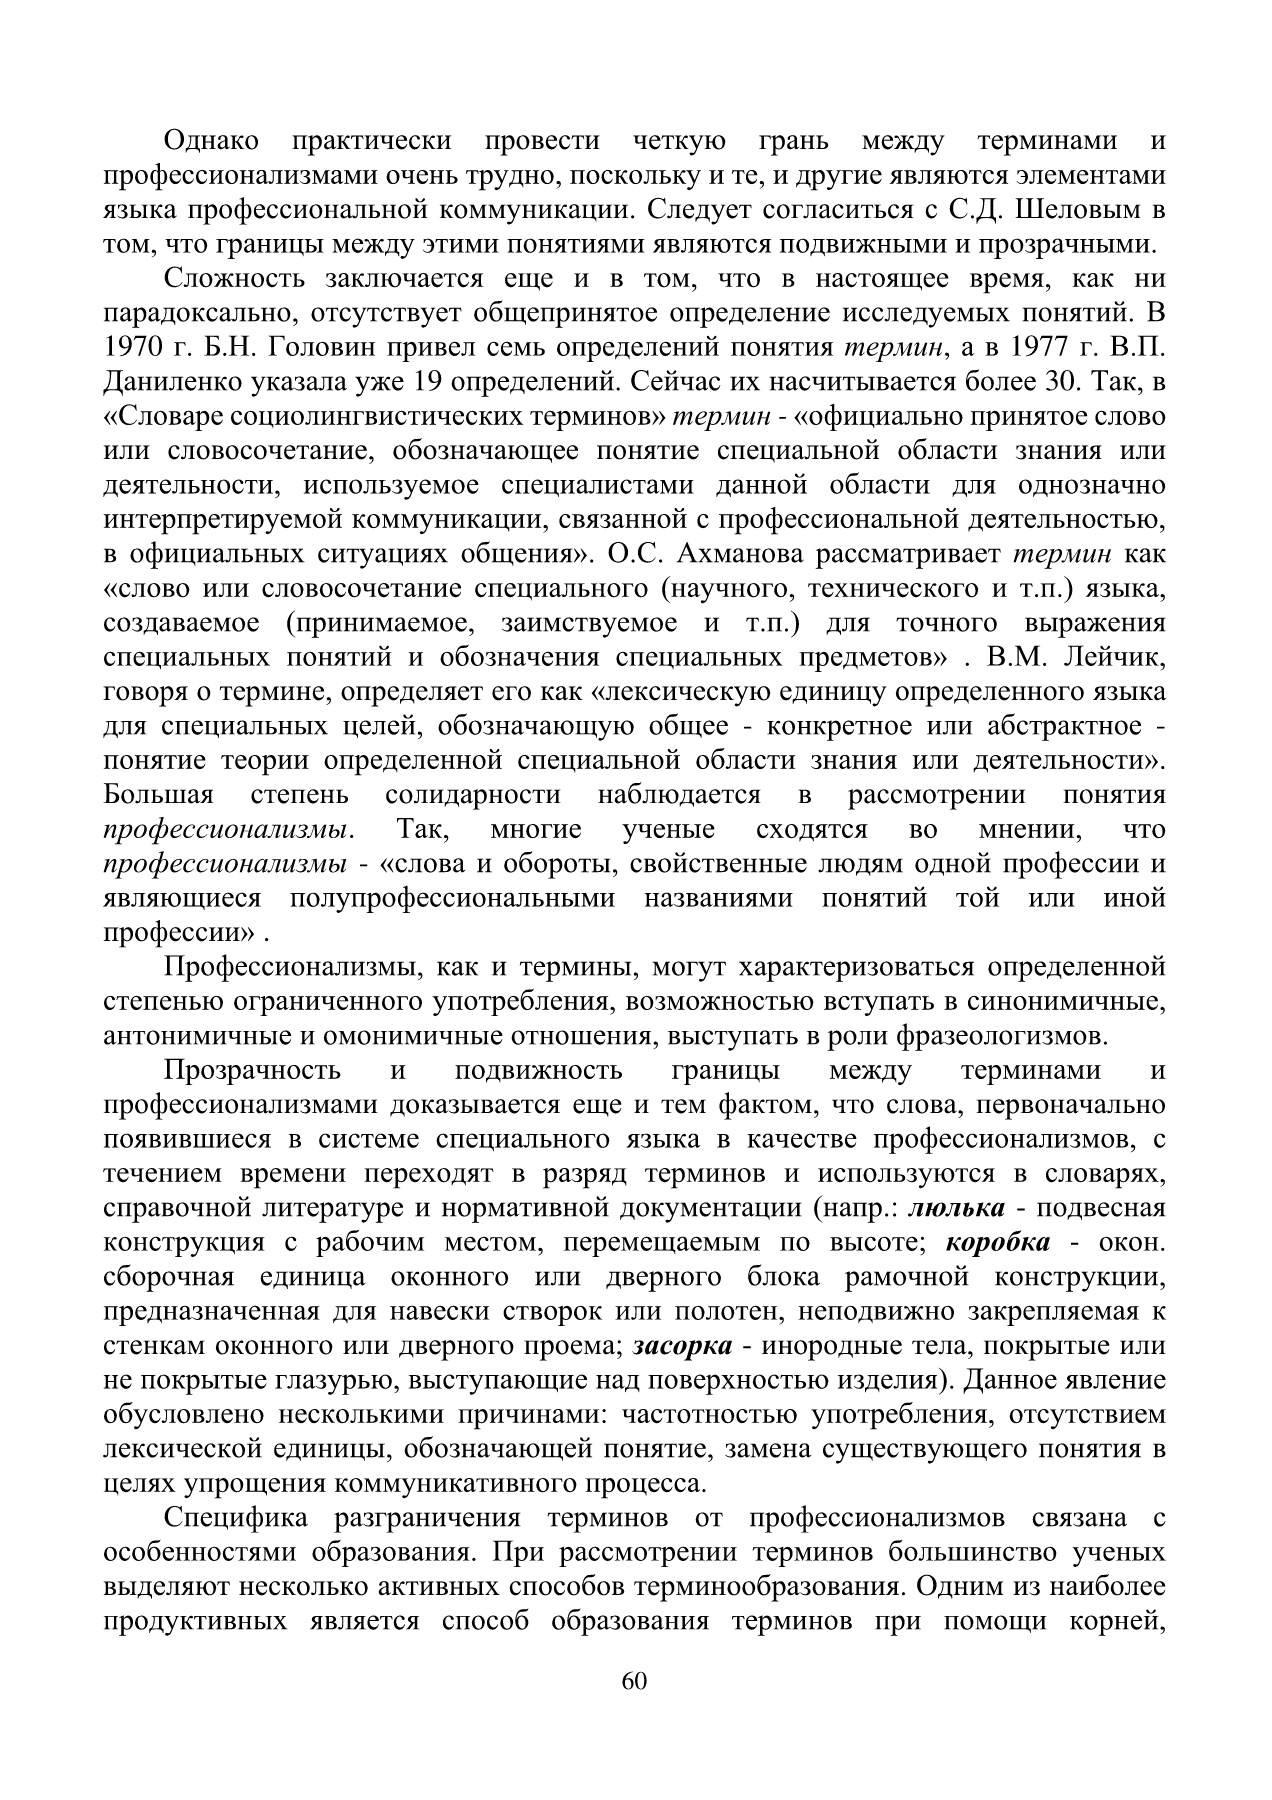 Однако практически провести четкую грань между терминами и
профессионализмами очень трудно, поскольку и те, и другие являются элементами
языка профессиональной коммуникации. Следует согласиться с С.Д. Шеловым в
том, что границы между этими понятиями являются подвижными и прозрачными.
Сложность заключается еще и в том, что в настоящее время, как ни
парадоксально, отсутствует общепринятое определение исследуемых понятий. В
1970 г. Б.Н. Головин привел семь определений понятия термин, а в 1977 г. В.П.
Даниленко указала уже 19 определений. Сейчас их насчитывается более 30. Так, в
«Словаре социолингвистических терминов» термин - «официально принятое слово
или словосочетание, обозначающее понятие специальной области знания или
деятельности, используемое специалистами данной области для однозначно
интерпретируемой коммуникации, связанной с профессиональной деятельностью,
в официальных ситуациях общения». О.С. Ахманова рассматривает термин как
«слово или словосочетание специального (научного, технического и т.п.) языка,
создаваемое (принимаемое, заимствуемое и т.п.) для точного выражения
специальных понятий и обозначения специальных предметов» . В.М. Лейчик,
говоря о термине, определяет его как «лексическую единицу определенного языка
для специальных целей, обозначающую общее - конкретное или абстрактное -
понятие теории определенной специальной области знания или деятельности».
Большая степень солидарности наблюдается в рассмотрении понятия
профессионализмы. Так, многие ученые сходятся во мнении, что
профессионализмы - «слова и обороты, свойственные людям одной профессии и
являющиеся полупрофессиональными названиями понятий той или иной
профессии» .
Профессионализмы, как и термины, могут характеризоваться определенной
степенью ограниченного употребления, возможностью вступать в синонимичные,
антонимичные и омонимичные отношения, выступать в роли фразеологизмов.
Прозрачность и подвижность границы между терминами и
профессионализмами доказывается еще и тем фактом, что слова, первоначально
появившиеся в системе специального языка в качестве профессионализмов, с
течением времени переходят в разряд терминов и используются в словарях,
справочной литературе и нормативной документации (напр.: люлька - подвесная
конструкция с рабочим местом, перемещаемым по высоте; коробка - окон.
сборочная единица оконного или дверного блока рамочной конструкции,
предназначенная для навески створок или полотен, неподвижно закрепляемая к
стенкам оконного или дверного проема; засорка - инородные тела, покрытые или
не покрытые глазурью, выступающие над поверхностью изделия). Данное явление
обусловлено несколькими причинами: частотностью употребления, отсутствием
лексической единицы, обозначающей понятие, замена существующего понятия в
целях упрощения коммуникативного процесса.
Специфика разграничения терминов от профессионализмов связана с
особенностями образования. При рассмотрении терминов большинство ученых
выделяют несколько активных способов терминообразования. Одним из наиболее
продуктивных является способ образования терминов при помощи корней,
60